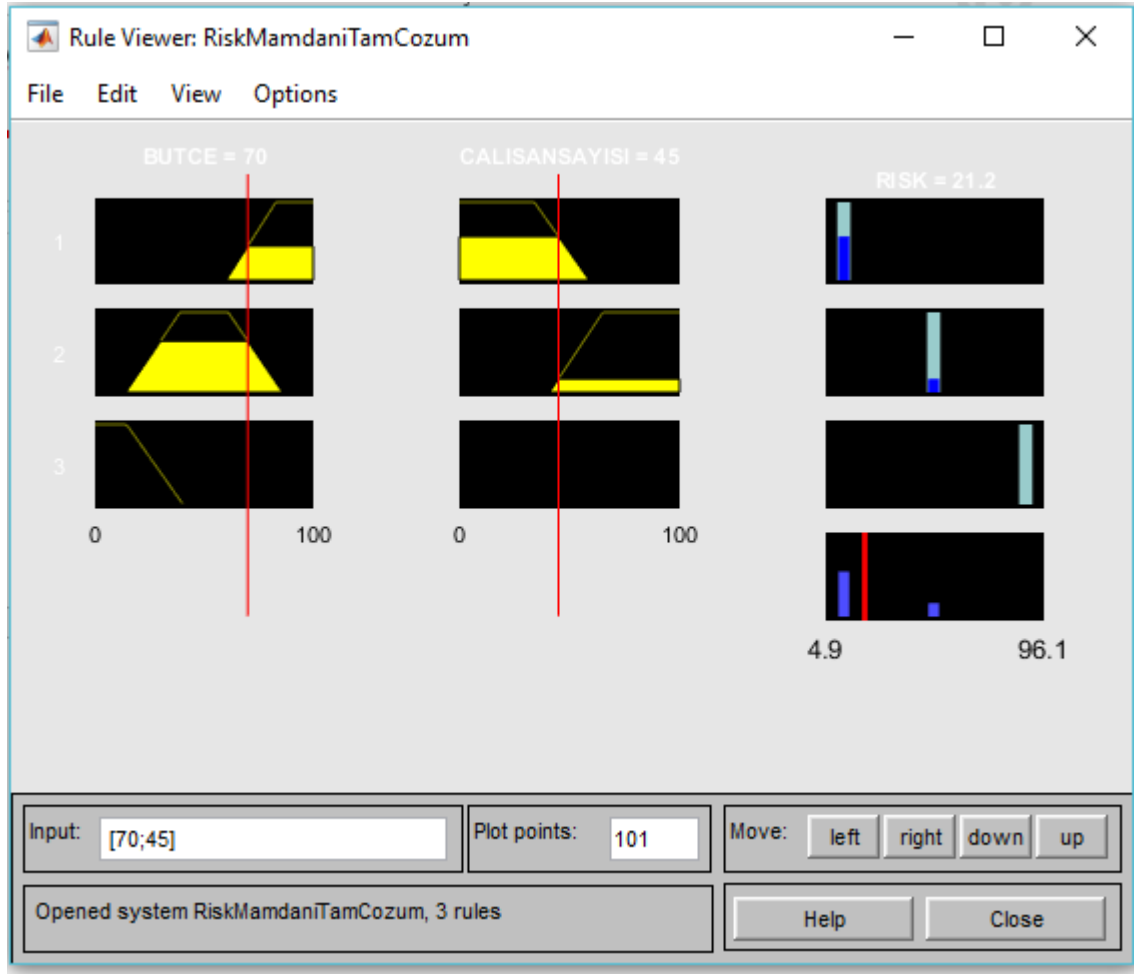 Rule Viewer: RiskMamdaniTamCozum
File Edit View Options
BUTCE = 70 CALISANSAYISI = 45
RISK = 21.2
1
2
3
0 100 0 100
4.9 96.1
Input: [70;45] Plot points: 101 Move: left right down up
Opened system RiskMamdaniTamCozum, 3 rules Help Close